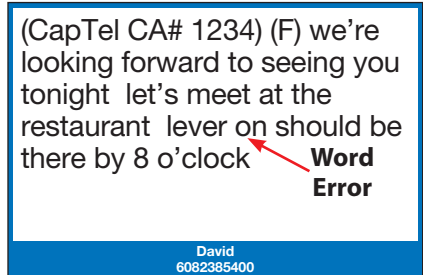 (CapTel CA# 1234) (F) we're
looking forward to seeing you
tonight  let's meet at the
restaurant  lever on should be
there by 8 o'clock
Word
Error
David
6082385400